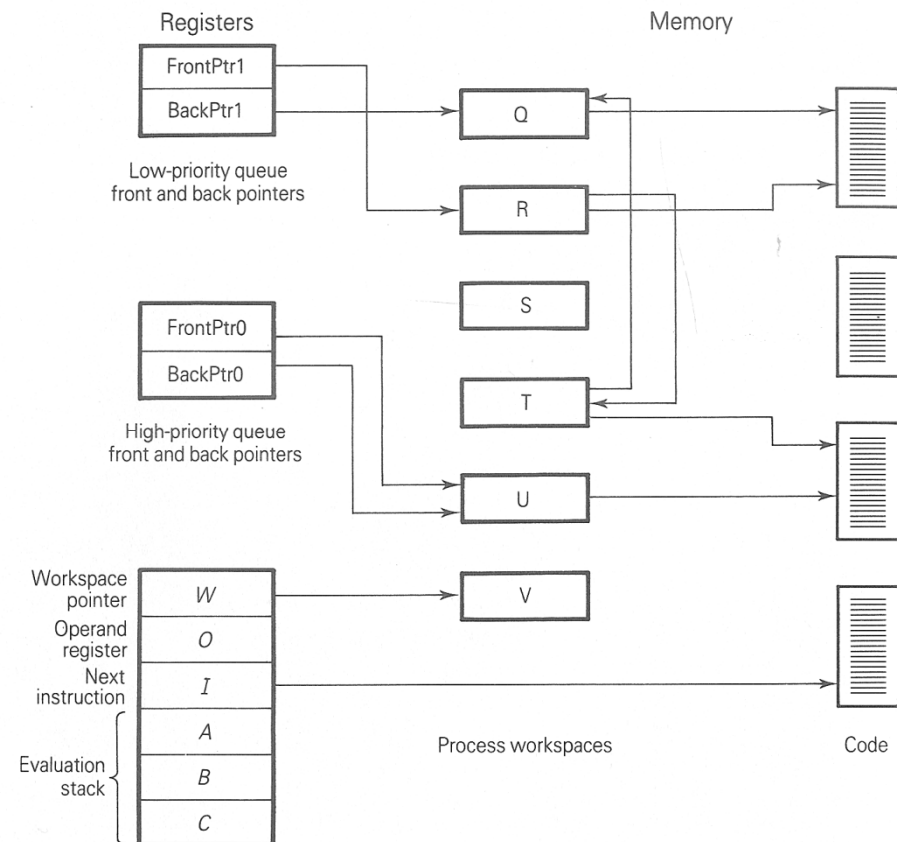 Registers
Memory
FrontPtr1
BackPtr1
Low-priority queue
front and back pointers
Q
R
S
FrontPtr0
BackPtr0
High-priority queue
front and back pointers
T
U
V
Workspace
pointer
W
Operand
register
O
Next
instruction
I
Evaluation
stack
A
B
C
Process workspaces
Code